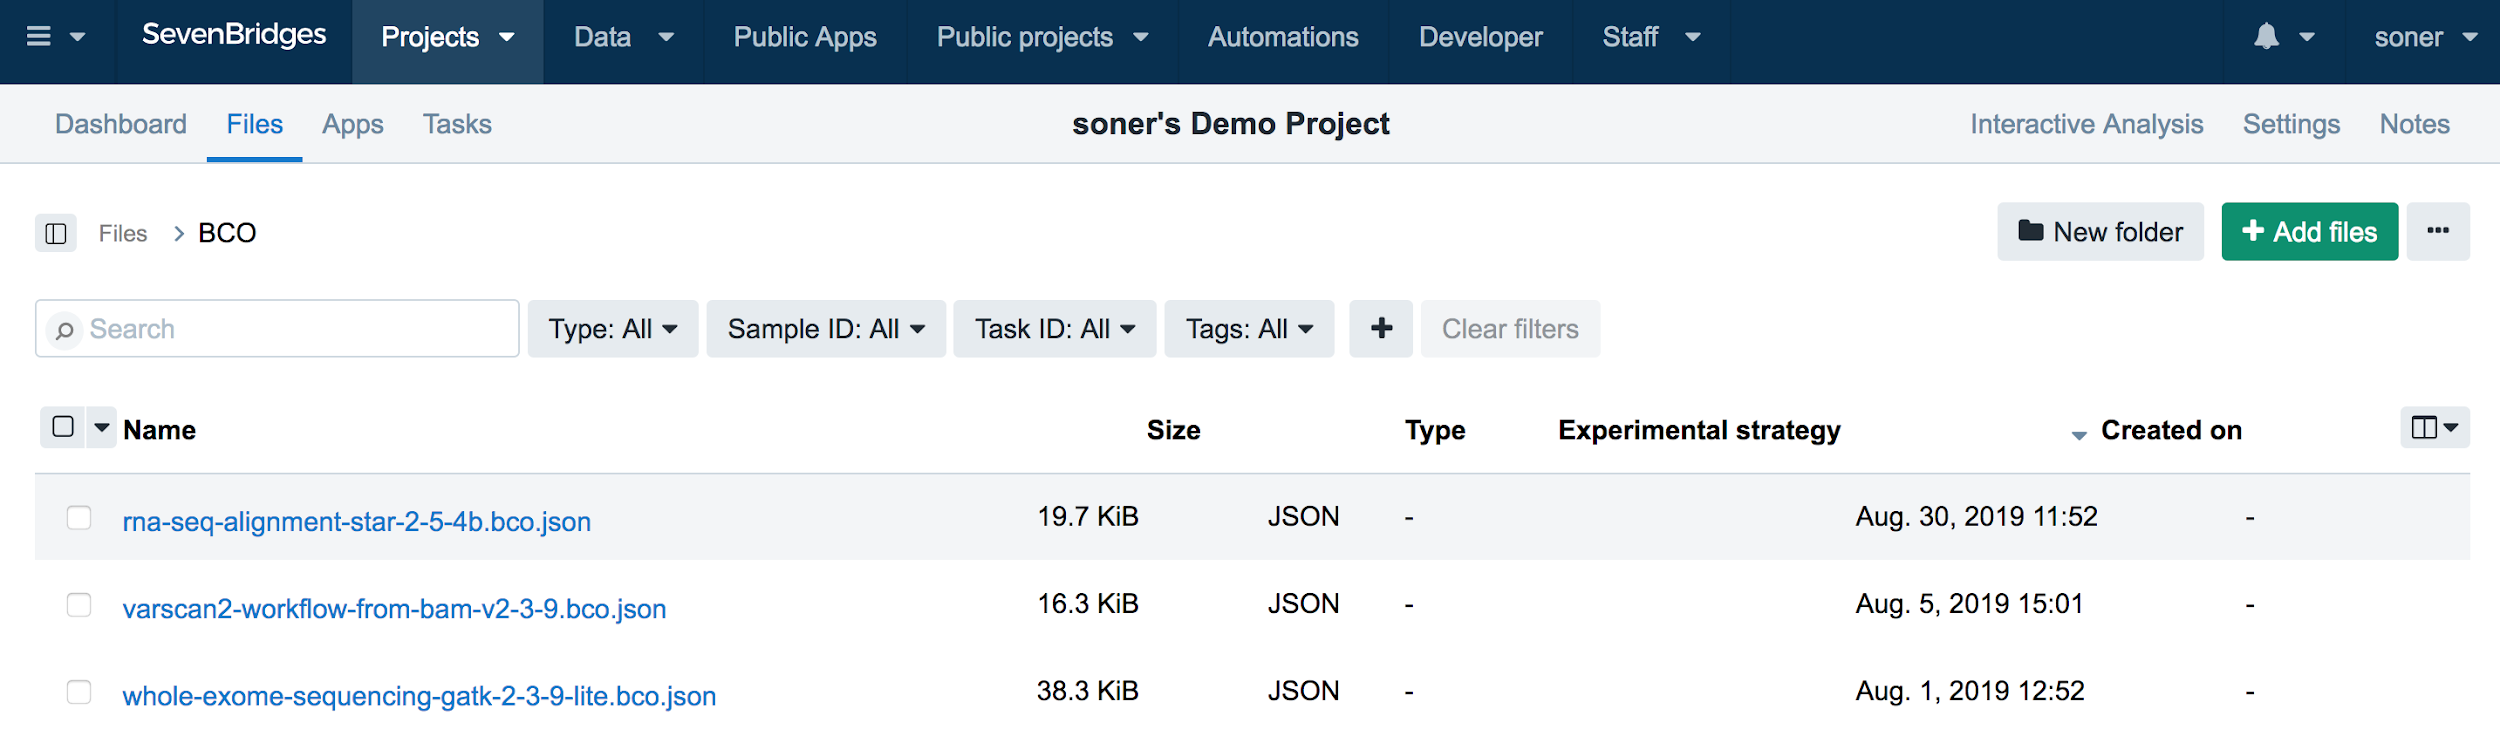 SevenBridges Projects Data Public Apps Public projects Automations Developer Staff soner
Dashboard Files Apps Tasks soner's Demo Project Interactive Analysis Settings Notes
Files > BCO New folder + Add files ...
Search Type: All Sample ID: All Task ID: All Tags: All + Clear filters
Name Size Type Experimental strategy Created on
rna-seq-alignment-star-2-5-4b.bco.json 19.7 KiB JSON - Aug. 30, 2019 11:52 -
varscan2-workflow-from-bam-v2-3-9.bco.json 16.3 KiB JSON - Aug. 5, 2019 15:01 -
whole-exome-sequencing-gatk-2-3-9-lite.bco.json 38.3 KiB JSON - Aug. 1, 2019 12:52 -